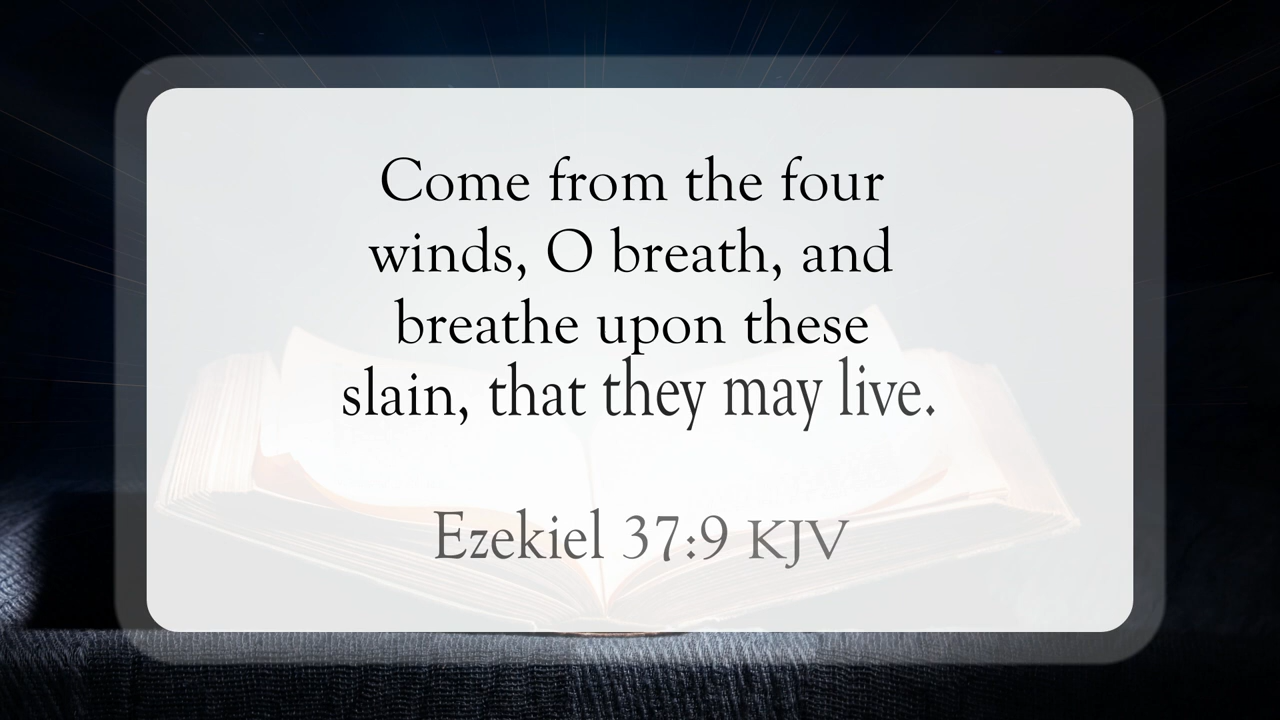 Come from the four
winds, O breath, and
breathe upon these
slain, that they may live.
Ezekiel 37:9 KJV